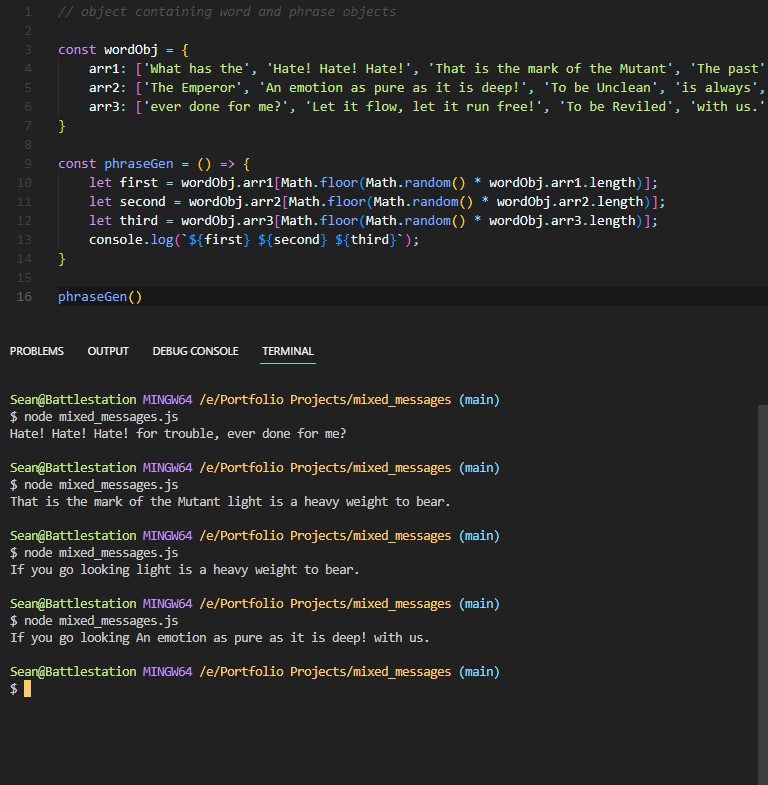 1 // object containing word and phrase objects
2
3 const wordObj = {
4 arr1: ['What has the', 'Hate! Hate! Hate!', 'That is the mark of the Mutant', 'The past'
5 arr2: ['The Emperor', 'An emotion as pure as it is deep!', 'To be Unclean', 'is always',
6 arr3: ['ever done for me?', 'Let it flow, let it run free!', 'To be Reviled', 'with us.'
7 }
8
9 const phraseGen = () => {
10 let first = wordObj.arr1[Math.floor(Math.random() * wordObj.arr1.length)];
11 let second = wordObj.arr2[Math.floor(Math.random() * wordObj.arr2.length)];
12 let third = wordObj.arr3[Math.floor(Math.random() * wordObj.arr3.length)];
13 console.log(`${first} ${second} ${third}`);
14 }
15
16 phraseGen()
PROBLEMS OUTPUT DEBUG CONSOLE TERMINAL
Sean@Battlestation MINGW64 /e/Portfolio Projects/mixed_messages (main)
$ node mixed_messages.js
Hate! Hate! Hate! for trouble, ever done for me?
Sean@Battlestation MINGW64 /e/Portfolio Projects/mixed_messages (main)
$ node mixed_messages.js
That is the mark of the Mutant light is a heavy weight to bear.
Sean@Battlestation MINGW64 /e/Portfolio Projects/mixed_messages (main)
$ node mixed_messages.js
If you go looking light is a heavy weight to bear.
Sean@Battlestation MINGW64 /e/Portfolio Projects/mixed_messages (main)
$ node mixed_messages.js
If you go looking An emotion as pure as it is deep! with us.
Sean@Battlestation MINGW64 /e/Portfolio Projects/mixed_messages (main)
$